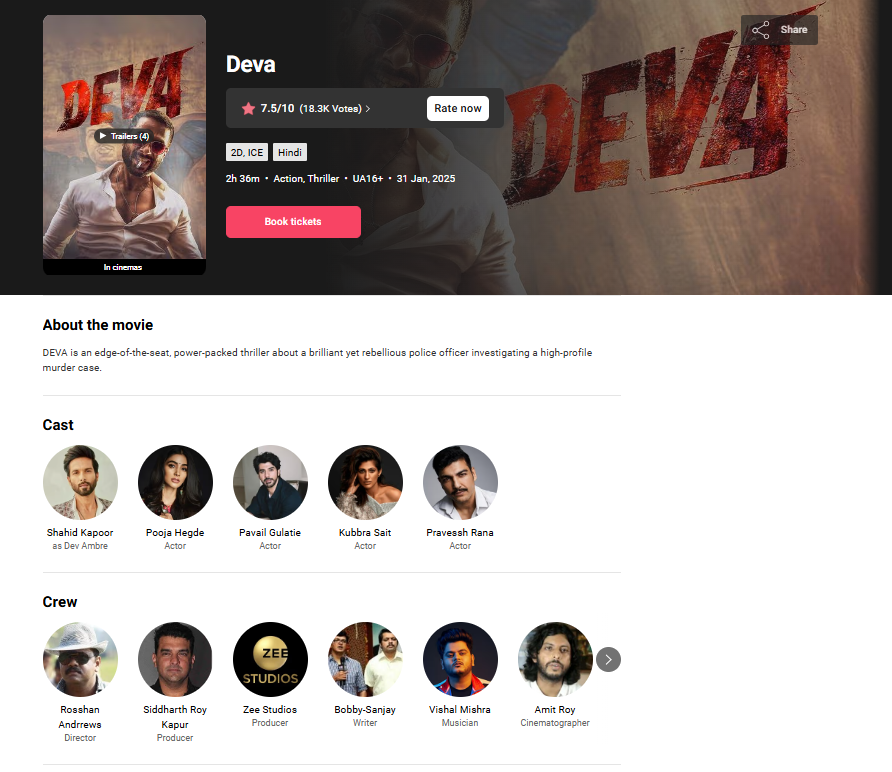 DEVA
Trailers (4)
In cinemas
DEVA
Share
Deva
7.5/10 (18.3K Votes) >
Rate now
2D, ICE Hindi
2h 36m • Action, Thriller • UA16+ • 31 Jan, 2025
Book tickets
About the movie
DEVA is an edge-of-the-seat, power-packed thriller about a brilliant yet rebellious police officer investigating a high-profile
murder case.
Cast
Shahid Kapoor
as Dev Ambre
Pooja Hegde
Actor
Pavail Gulatie
Actor
Kubbra Sait
Actor
Pravessh Rana
Actor
Crew
Rosshan
Andrrews
Director
Siddharth Roy
Kapur
Producer
ZEE
STUDIOS
Zee Studios
Producer
Bobby-Sanjay
Writer
Vishal Mishra
Musician
Amit Roy
Cinematographer